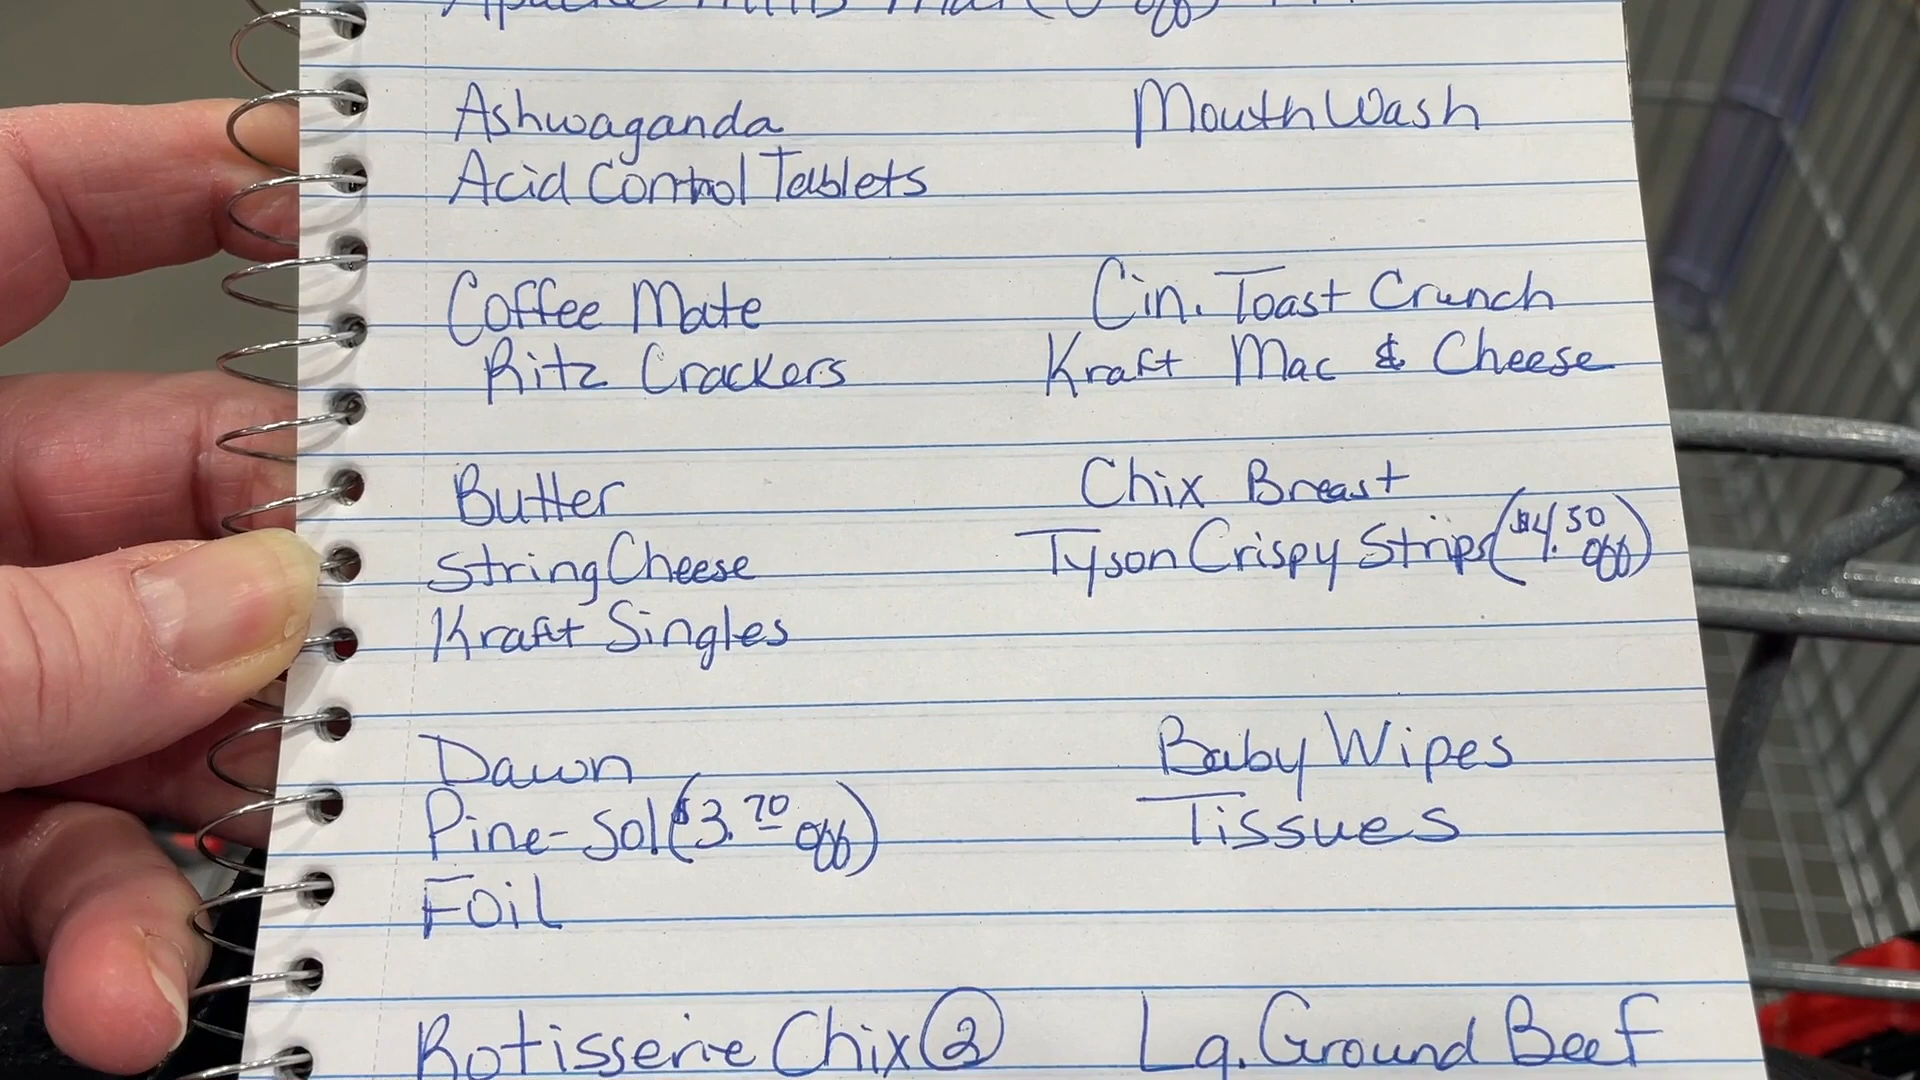 Ashwaganda
Mouth Wash
Acid Control Tablets
Coffee Mate
Cin. Toast Crunch
Ritz Crackers
Kraft Mac & Cheese
Butter
Chix Breast
String Cheese
Tyson Crispy Strips ($4.50 off)
Kraft Singles
Dawn
Baby Wipes
Pine-Sol ($3.70 off)
Tissues
Foil
Rotisserie Chix 2
Lg. Ground Beef